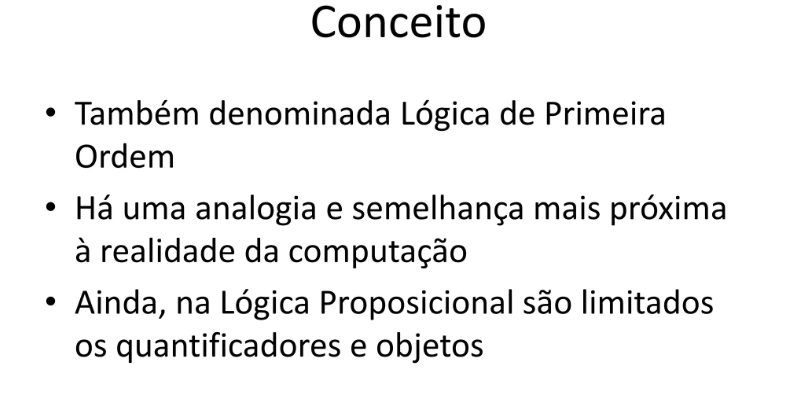 Conceito
• Também denominada Lógica de Primeira
Ordem
• Há uma analogia e semelhança mais próxima
à realidade da computação
• Ainda, na Lógica Proposicional são limitados
os quantificadores e objetos